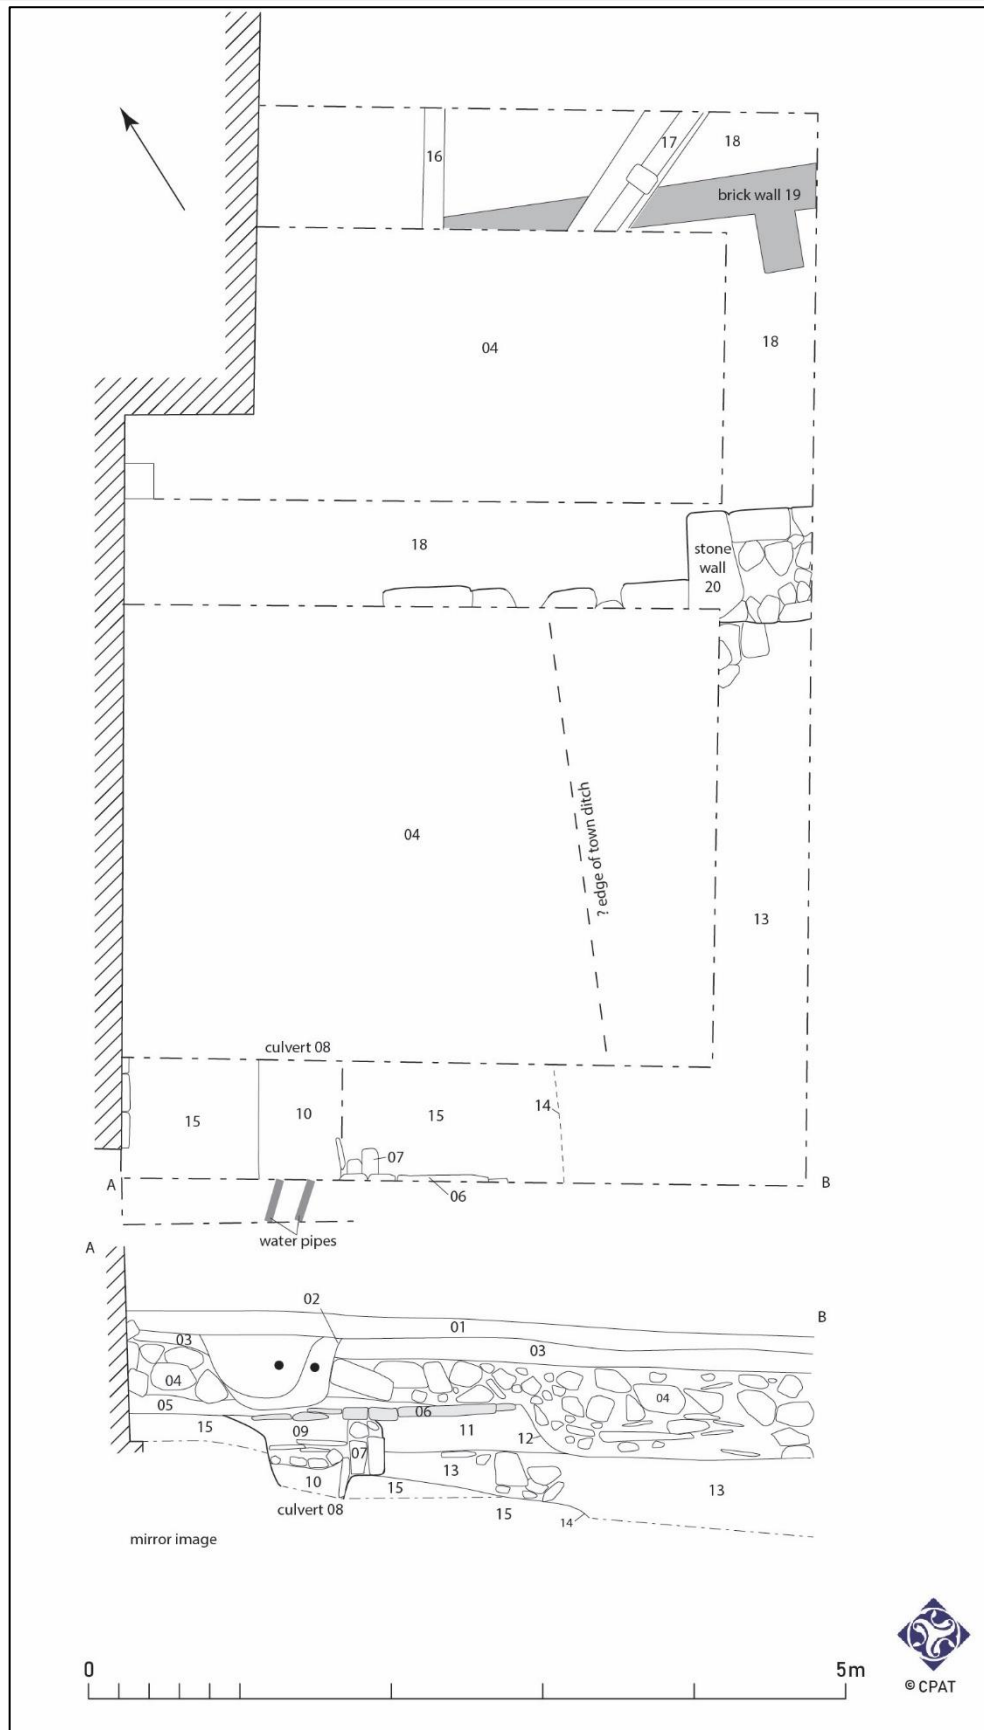 16
17
18
brick wall 19
04
18
18
stone
wall
20
04
? edge of town ditch
13
culvert 08
15
10
15
14
07
06
A
B
water pipes
A
02
B
01
03
03
04
04
05
06
15
09
11
12
07
13
10
15
13
culvert 08
15
14
mirror image
0
5m
© CPAT